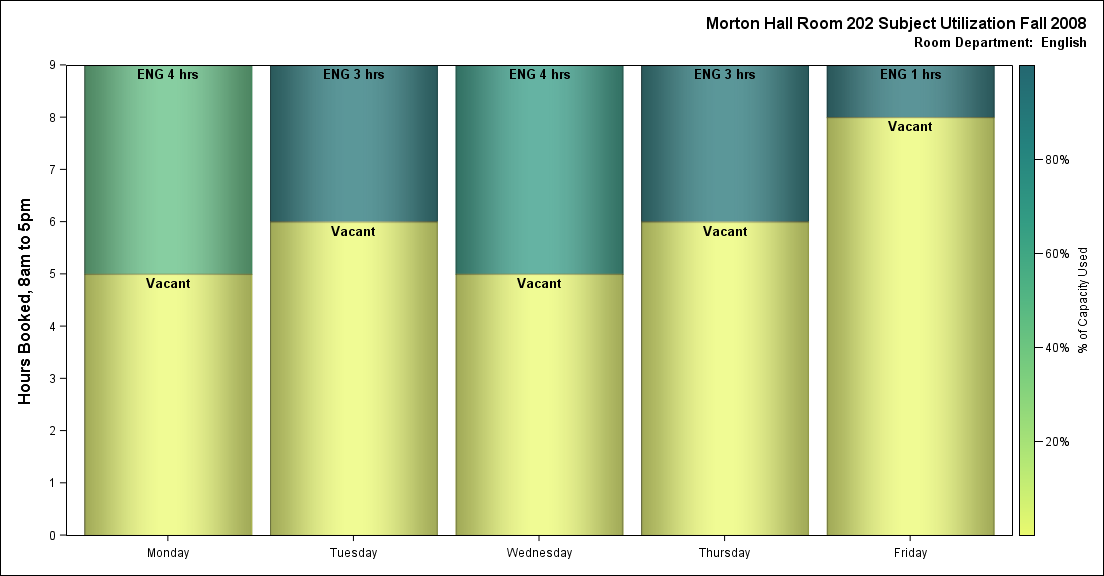 Morton Hall Room 202 Subject Utilization Fall 2008
Room Department:  English
Hours Booked, 8am to 5pm
9
8
7
6
5
4
3
2
1
0
ENG 4 hrs
Vacant
ENG 3 hrs
Vacant
ENG 4 hrs
Vacant
ENG 3 hrs
Vacant
ENG 1 hrs
Vacant
Monday
Tuesday
Wednesday
Thursday
Friday
80%
60%
40%
20%
% of Capacity Used